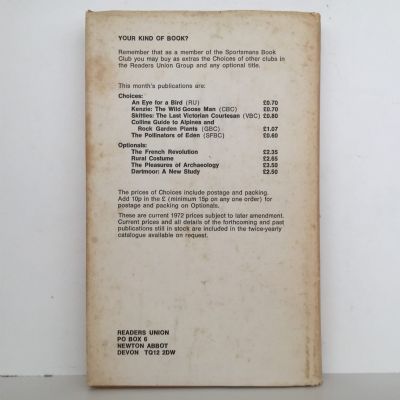 YOUR KIND OF BOOK?
Remember that as a member of the Sportsmans Book
Club you may buy as extras the Choices of other clubs in
the Readers Union Group and any optional title.
This month's publications are:
Choices:
An Eye for a Bird (RU) £0.70
Kenzie: The Wild Goose Man (CBC) £0.70
Skittles: The Last Victorian Courtesan (VBC) £0.80
Collins Guide to Alpines and
Rock Garden Plants (GBC) £1.07
The Pollinators of Eden (SFBC) £0.60
Optionals:
The French Revolution £2.35
Rural Costume £2.65
The Pleasures of Archaeology £3.50
Dartmoor: A New Study £2.50
The prices of Choices include postage and packing.
Add 10p in the £ (minimum 15p on any one order) for
postage and packing on Optionals.
These are current 1972 prices subject to later amendment.
Current prices and all details of the forthcoming and past
publications still in stock are included in the twice-yearly
catalogue available on request.
READERS UNION
PO BOX 6
NEWTON ABBOT
DEVON TQ12 2DW